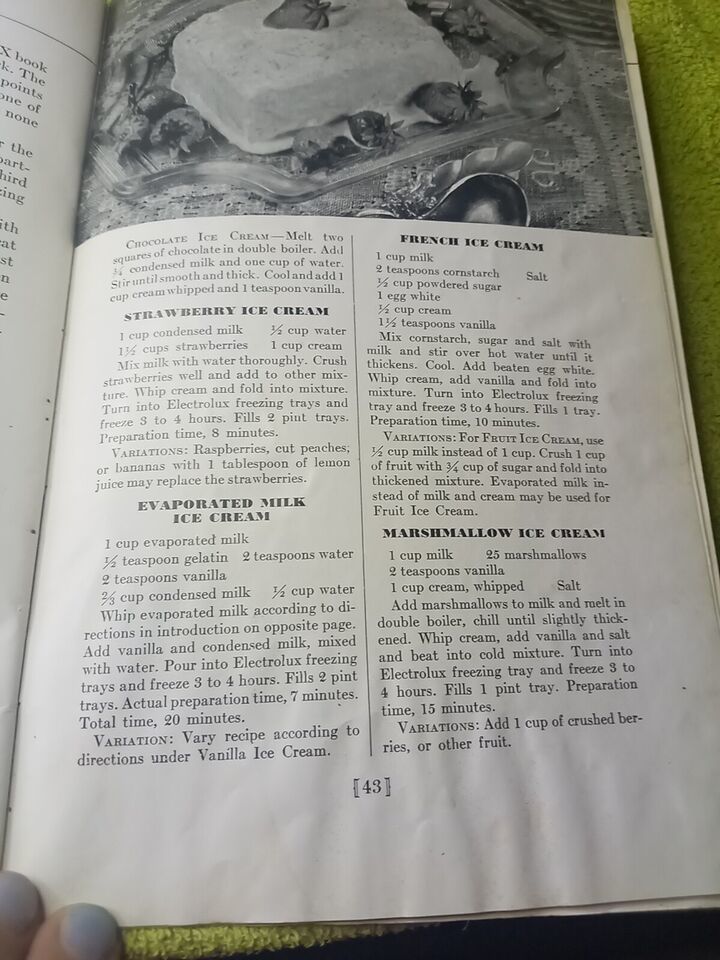 X book
k. The
points
one of
none
r the
part-
hird
zing
ith
eat
st
n
e
-
CHOCOLATE ICE CREAM—Melt two
squares of chocolate in double boiler. Add
¾ condensed milk and one cup of water.
Stir until smooth and thick. Cool and add 1
cup cream whipped and 1 teaspoon vanilla.
STRAWBERRY ICE CREAM
1 cup condensed milk ½ cup water
1½ cups strawberries 1 cup cream
Mix milk with water thoroughly. Crush
strawberries well and add to other mix-
ture. Whip cream and fold into mixture.
Turn into Electrolux freezing trays and
freeze 3 to 4 hours. Fills 2 pint trays.
Preparation time, 8 minutes.
VARIATIONS: Raspberries, cut peaches;
or bananas with 1 tablespoon of lemon
juice may replace the strawberries.
EVAPORATED MILK
ICE CREAM
1 cup evaporated milk
½ teaspoon gelatin 2 teaspoons water
2 teaspoons vanilla
⅔ cup condensed milk ½ cup water
Whip evaporated milk according to di-
rections in introduction on opposite page.
Add vanilla and condensed milk, mixed
with water. Pour into Electrolux freezing
trays and freeze 3 to 4 hours. Fills 2 pint
trays. Actual preparation time, 7 minutes.
Total time, 20 minutes.
VARIATION: Vary recipe according to
directions under Vanilla Ice Cream.
FRENCH ICE CREAM
1 cup milk
2 teaspoons cornstarch Salt
½ cup powdered sugar
1 egg white
½ cup cream
1½ teaspoons vanilla
Mix cornstarch, sugar and salt with
milk and stir over hot water until it
thickens. Cool. Add beaten egg white.
Whip cream, add vanilla and fold into
mixture. Turn into Electrolux freezing
tray and freeze 3 to 4 hours. Fills 1 tray.
Preparation time, 10 minutes.
VARIATIONS: For FRUIT ICE CREAM, use
½ cup milk instead of 1 cup. Crush 1 cup
of fruit with ¾ cup of sugar and fold into
thickened mixture. Evaporated milk in-
stead of milk and cream may be used for
Fruit Ice Cream.
MARSHMALLOW ICE CREAM
1 cup milk 25 marshmallows
2 teaspoons vanilla
1 cup cream, whipped Salt
Add marshmallows to milk and melt in
double boiler, chill until slightly thick-
ened. Whip cream, add vanilla and salt
and beat into cold mixture. Turn into
Electrolux freezing tray and freeze 3 to
4 hours. Fills 1 pint tray. Preparation
time, 15 minutes.
VARIATIONS: Add 1 cup of crushed ber-
ries, or other fruit.
⟦43⟧